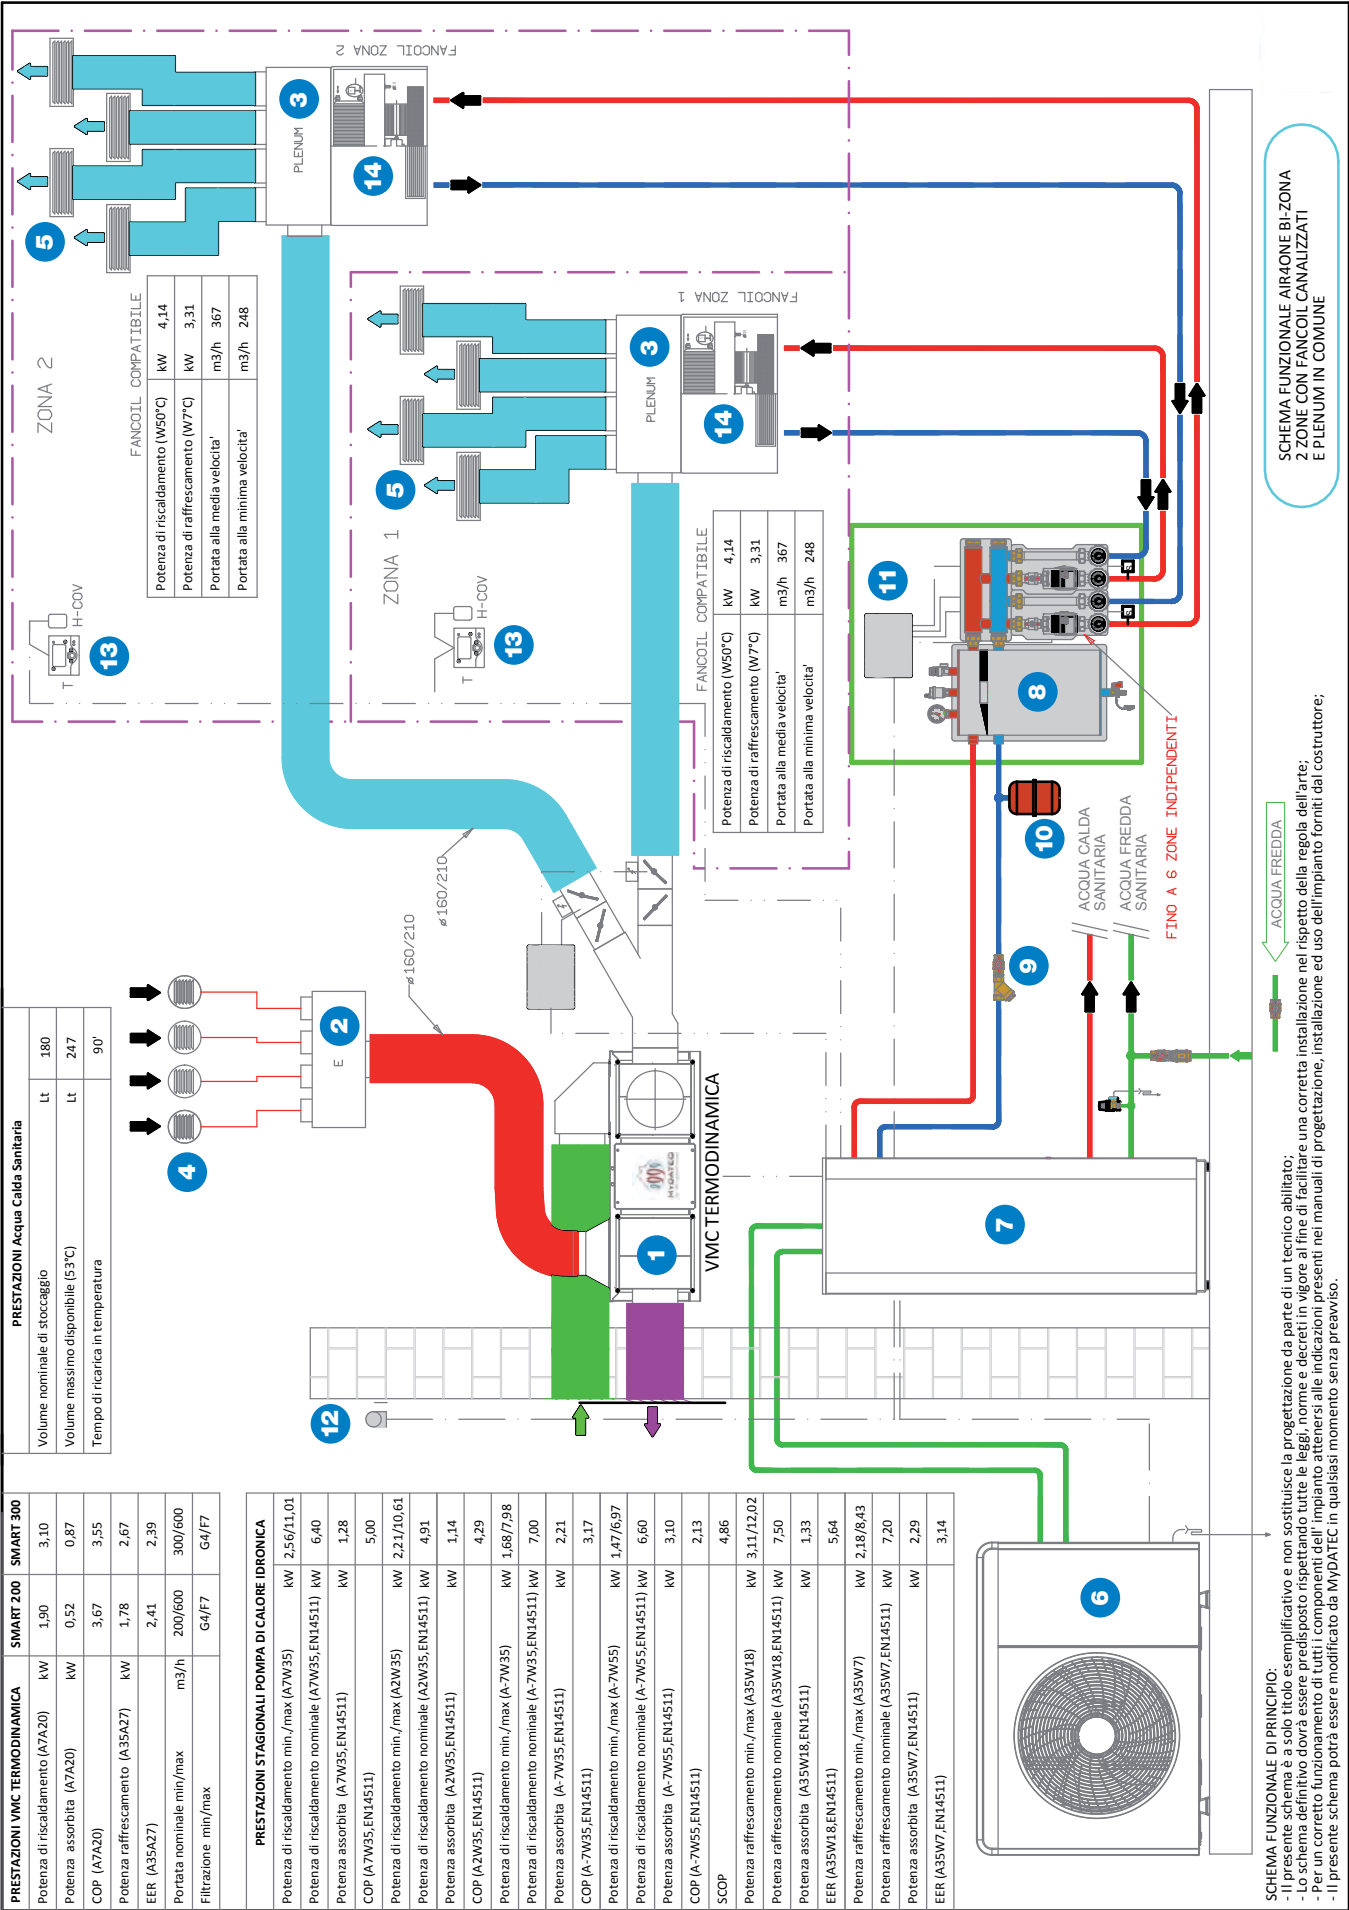 PRESTAZIONI VMC TERMODINAMICA SMART 200 SMART 300
Potenza di riscaldamento (A7A20) kW 1,90 3,10
Potenza assorbita (A7A20) kW 0,52 0,87
COP (A7A20) 3,67 3,55
Potenza raffrescamento (A35A27) kW 1,78 2,67
EER (A35A27) 2,41 2,39
Portata nominale min/max m3/h 200/600 300/600
Filtrazione min/max G4/F7 G4/F7
PRESTAZIONI Acqua Calda Sanitaria
Volume nominale di stoccaggio Lt 180
Volume massimo disponibile (53°C) Lt 247
Tempo di ricarica in temperatura 90'
PRESTAZIONI STAGIONALI POMPA DI CALORE IDRONICA
Potenza di riscaldamento min./max (A7W35) kW 2,56/11,01
Potenza di riscaldamento nominale (A7W35,EN14511) kW 6,40
Potenza assorbita (A7W35,EN14511) kW 1,28
COP (A7W35,EN14511) 5,00
Potenza di riscaldamento min./max (A2W35) kW 2,21/10,61
Potenza di riscaldamento nominale (A2W35,EN14511) kW 4,91
Potenza assorbita (A2W35,EN14511) kW 1,14
COP (A2W35,EN14511) 4,29
Potenza di riscaldamento min./max (A-7W35) kW 1,68/7,98
Potenza di riscaldamento nominale (A-7W35,EN14511) kW 7,00
Potenza assorbita (A-7W35,EN14511) kW 2,21
COP (A-7W35,EN14511) 3,17
Potenza di riscaldamento min./max (A-7W55) kW 1,47/6,97
Potenza di riscaldamento nominale (A-7W55,EN14511) kW 6,60
Potenza assorbita (A-7W55,EN14511) kW 3,10
COP (A-7W55,EN14511) 2,13
SCOP 4,86
Potenza raffrescamento min./max (A35W18) kW 3,11/12,02
Potenza raffrescamento nominale (A35W18,EN14511) kW 7,50
Potenza assorbita (A35W18,EN14511) kW 1,33
EER (A35W18,EN14511) 5,64
Potenza raffrescamento min./max (A35W7) kW 2,18/8,43
Potenza raffrescamento nominale (A35W7,EN14511) kW 7,20
Potenza assorbita (A35W7,EN14511) kW 2,29
EER (A35W7,EN14511) 3,14
4
2
E
ø160/210
ø160/210
12
1
MYDATEC
VMC TERMODINAMICA
ZONA 2
T
H-COV
13
FANCOIL COMPATIBILE
Potenza di riscaldamento (W50°C) kW 4,14
Potenza di raffrescamento (W7°C) kW 3,31
Portata alla media velocita' m3/h 367
Portata alla minima velocita' m3/h 248
5
PLENUM
3
14
FANCOIL ZONA 2
ZONA 1
T
H-COV
13
5
PLENUM
3
14
FANCOIL ZONA 1
FANCOIL COMPATIBILE
Potenza di riscaldamento (W50°C) kW 4,14
Potenza di raffrescamento (W7°C) kW 3,31
Portata alla media velocita' m3/h 367
Portata alla minima velocita' m3/h 248
11
8
10
9
7
6
ACQUA CALDA
SANITARIA
ACQUA FREDDA
SANITARIA
FINO A 6 ZONE INDIPENDENTI
ACQUA FREDDA
SCHEMA FUNZIONALE AIR4ONE BI-ZONA
2 ZONE CON FANCOIL CANALIZZATI
E PLENUM IN COMUNE
SCHEMA FUNZIONALE DI PRINCIPIO:
- Il presente schema è a solo titolo esemplificativo e non sostituisce la progettazione da parte di un tecnico abilitato;
- Lo schema definitivo dovrà essere predisposto rispettando tutte le leggi, norme e decreti in vigore al fine di facilitare una corretta installazione nel rispetto della regola dell'arte;
- Per un corretto funzionamento di tutti i componenti dell' impianto attenersi alle indicazioni presenti nei manuali di progettazione, installazione ed uso dell'impianto forniti dal costruttore;
- Il presente schema potrà essere modificato da MyDATEC in qualsiasi momento senza preavviso.